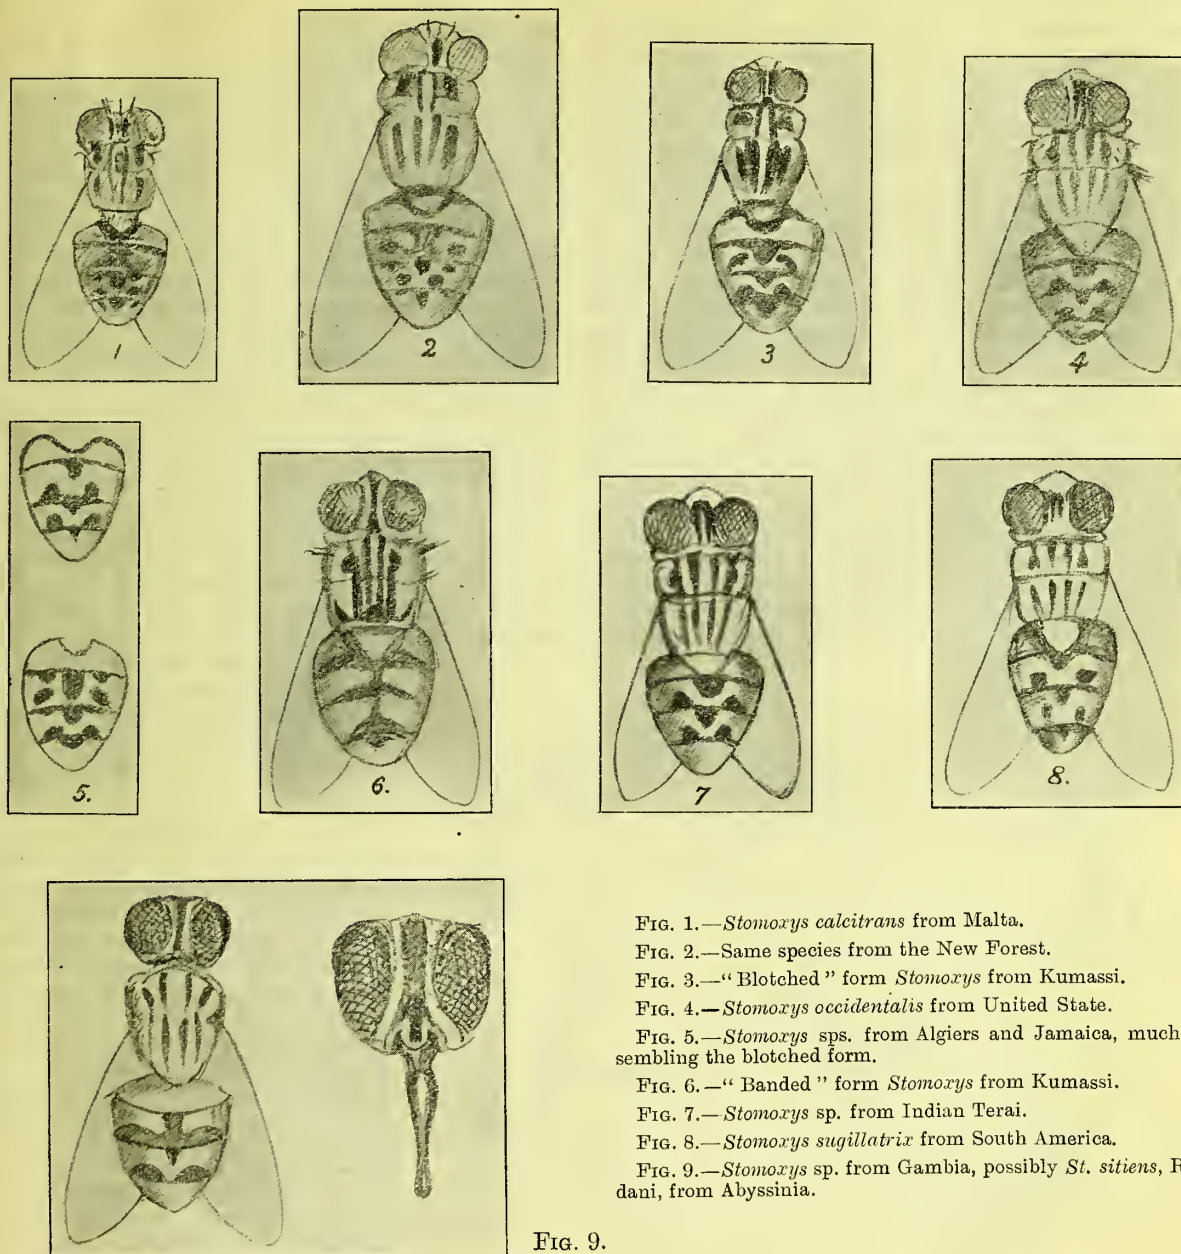 1
2
3
4
5.
6.
7
8.
FIG. 1.—Stomoxys calcitrans from Malta.
FIG. 2.—Same species from the New Forest.
FIG. 3.—“Blotched” form Stomoxys from Kumassi.
FIG. 4.—Stomoxys occidentalis from United State.
FIG. 5.—Stomoxys sps. from Algiers and Jamaica, much
sembling the blotched form.
FIG. 6.—“Banded” form Stomoxys from Kumassi.
FIG. 7.—Stomoxys sp. from Indian Terai.
FIG. 8.—Stomoxys sugillatrix from South America.
FIG. 9.—Stomoxys sp. from Gambia, possibly St. sitiens, R
dani, from Abyssinia.
FIG. 9.